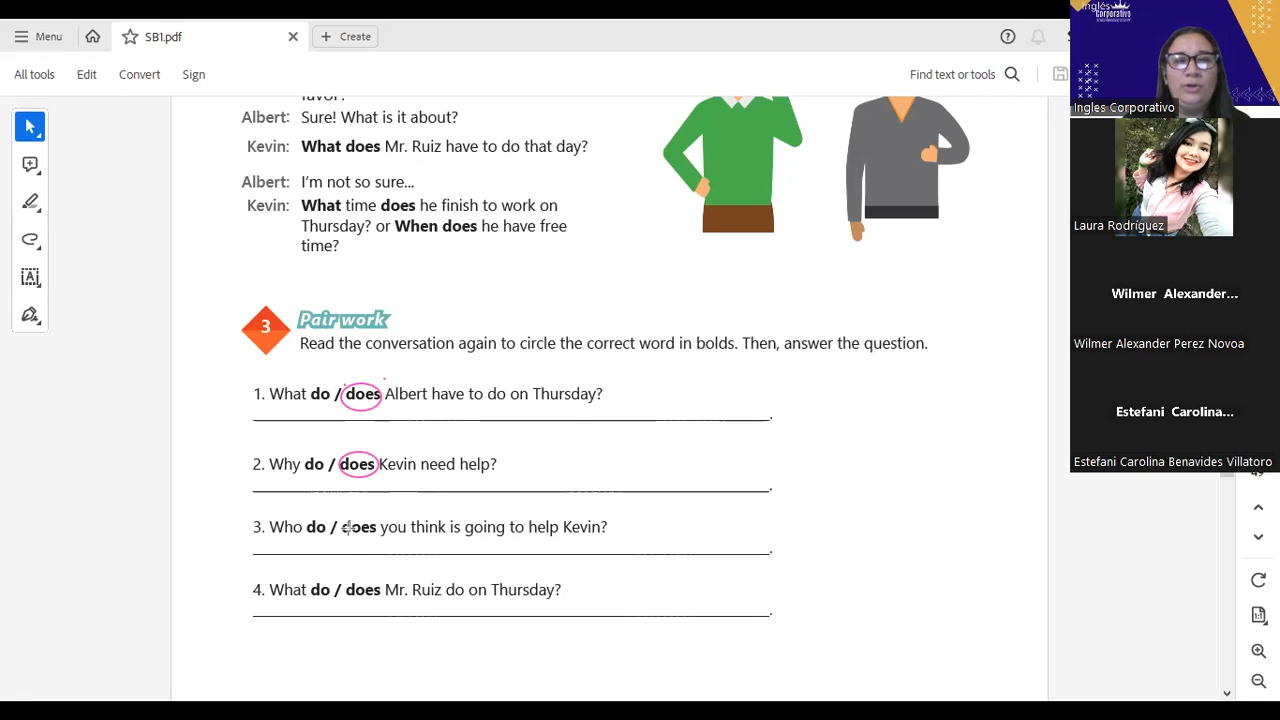 Menu
SB1.pdf
Create
All tools
Edit
Convert
Sign
Find text or tools
favor?
Albert: Sure! What is it about?
Kevin: What does Mr. Ruiz have to do that day?
Albert: I'm not so sure...
Kevin: What time does he finish to work on
Thursday? or When does he have free
time?
3 Pair work
Read the conversation again to circle the correct word in bolds. Then, answer the question.
1. What do / does Albert have to do on Thursday?
2. Why do / does Kevin need help?
3. Who do / does you think is going to help Kevin?
4. What do / does Mr. Ruiz do on Thursday?
Inglés
corporativo
Ingles Corporativo
Laura Rodriguez
Wilmer Alexander...
Wilmer Alexander Perez Novoa
Estefani Carolina...
Estefani Carolina Benavides Villatoro